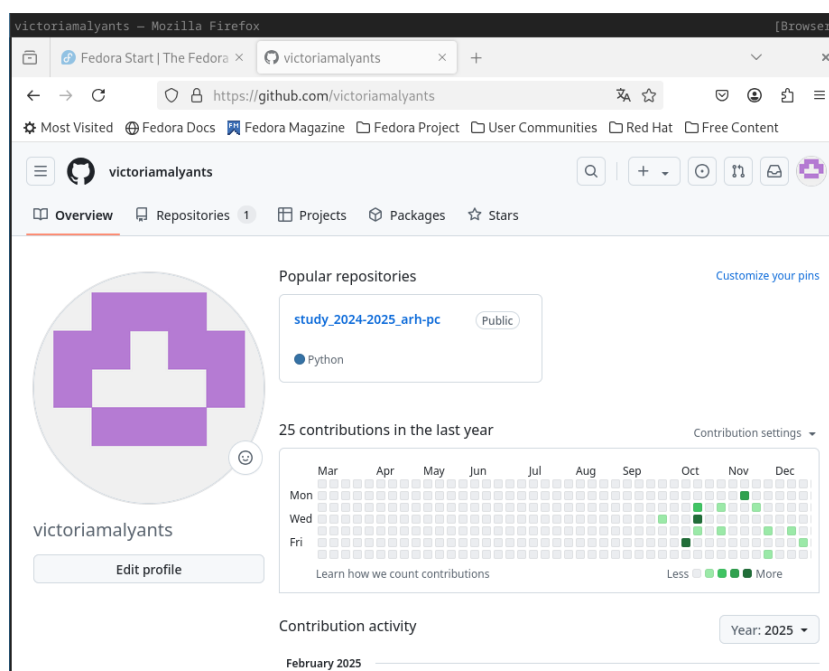 victoriamalyants — Mozilla Firefox [Browser
Fedora Start | The Fedora × victoriamalyants × +
https://github.com/victoriamalyants
Most Visited Fedora Docs FM Fedora Magazine Fedora Project User Communities Red Hat Free Content
victoriamalyants
Overview Repositories 1 Projects Packages Stars
Popular repositories Customize your pins
study_2024-2025_arh-pc Public
Python
25 contributions in the last year Contribution settings
Mar Apr May Jun Jul Aug Sep Oct Nov Dec
Mon
Wed
Fri
Learn how we count contributions Less More
victoriamalyants
Edit profile
Contribution activity Year: 2025
February 2025